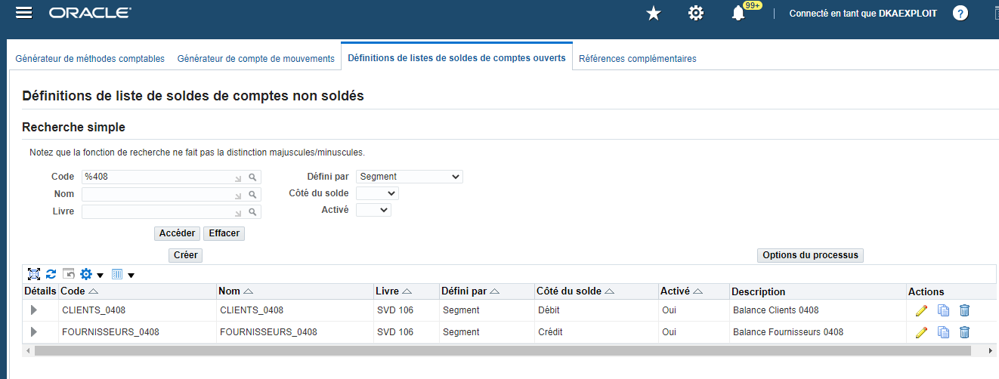 ORACLE
99+
Connecté en tant que DKAEXPLOIT
?
Générateur de méthodes comptables Générateur de compte de mouvements Définitions de listes de soldes de comptes ouverts Références complémentaires
Définitions de liste de soldes de comptes non soldés
Recherche simple
Notez que la fonction de recherche ne fait pas la distinction majuscules/minuscules.
Code %408 Défini par Segment
Nom Côté du solde
Livre Activé
Accéder Effacer
Créer Options du processus
Détails Code Nom Livre Défini par Côté du solde Activé Description Actions
CLIENTS_0408 CLIENTS_0408 SVD 106 Segment Débit Oui Balance Clients 0408
FOURNISSEURS_0408 FOURNISSEURS_0408 SVD 106 Segment Crédit Oui Balance Fournisseurs 0408